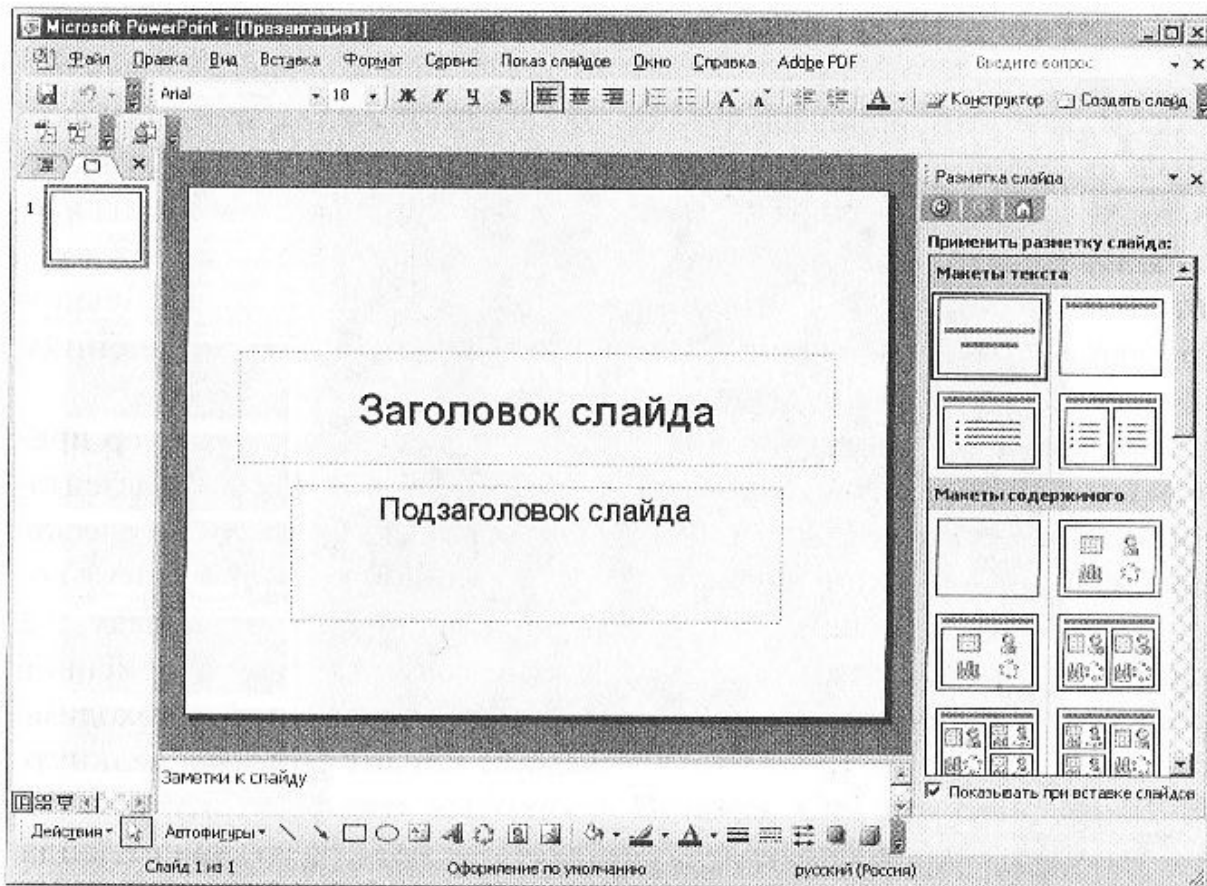 Microsoft PowerPoint - [Презентация1]
Файл Правка Вид Вставка Формат Сервис Показ слайдов Окно Справка Adobe PDF Введите вопрос
Arial 18 Ж К Ч S A A A Конструктор Создать слайд
Разметка слайда
1
Применить разметку слайда:
Макеты текста
Заголовок слайда
Подзаголовок слайда
Макеты содержимого
Заметки к слайду
Показывать при вставке слайдов
Действия Автофигуры A
Слайд 1 из 1 Оформление по умолчанию русский (Россия)